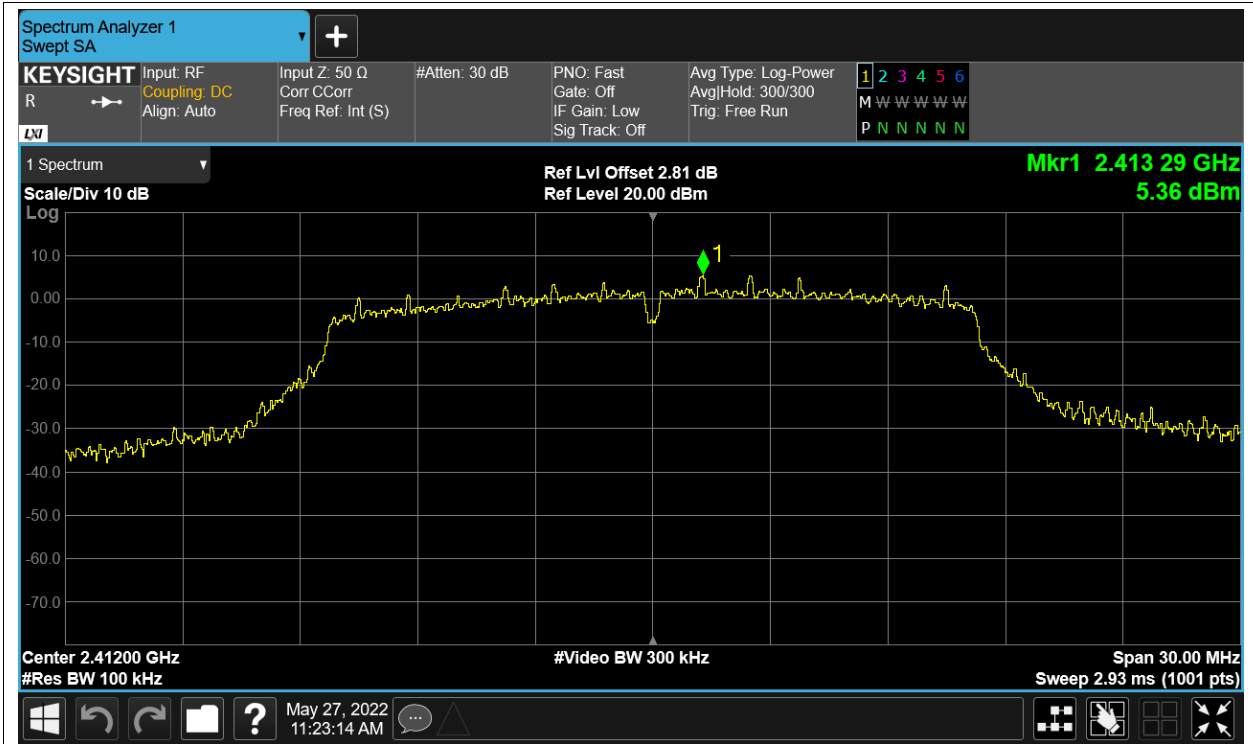 Spectrum Analyzer 1
Swept SA
KEYSIGHT
R
LXI
Input: RF
Coupling: DC
Align: Auto
Input Z: 50 Ω
Corr CCorr
Freq Ref: Int (S)
#Atten: 30 dB
PNO: Fast
Gate: Off
IF Gain: Low
Sig Track: Off
Avg Type: Log-Power
Avg|Hold: 300/300
Trig: Free Run
1 2 3 4 5 6
M W W W W W
P N N N N N
1 Spectrum
Scale/Div 10 dB
Log
Ref Lvl Offset 2.81 dB
Ref Level 20.00 dBm
Mkr1 2.413 29 GHz
5.36 dBm
1
10.0
0.00
-10.0
-20.0
-30.0
-40.0
-50.0
-60.0
-70.0
Center 2.41200 GHz
#Res BW 100 kHz
#Video BW 300 kHz
Span 30.00 MHz
Sweep 2.93 ms (1001 pts)
?
May 27, 2022
11:23:14 AM